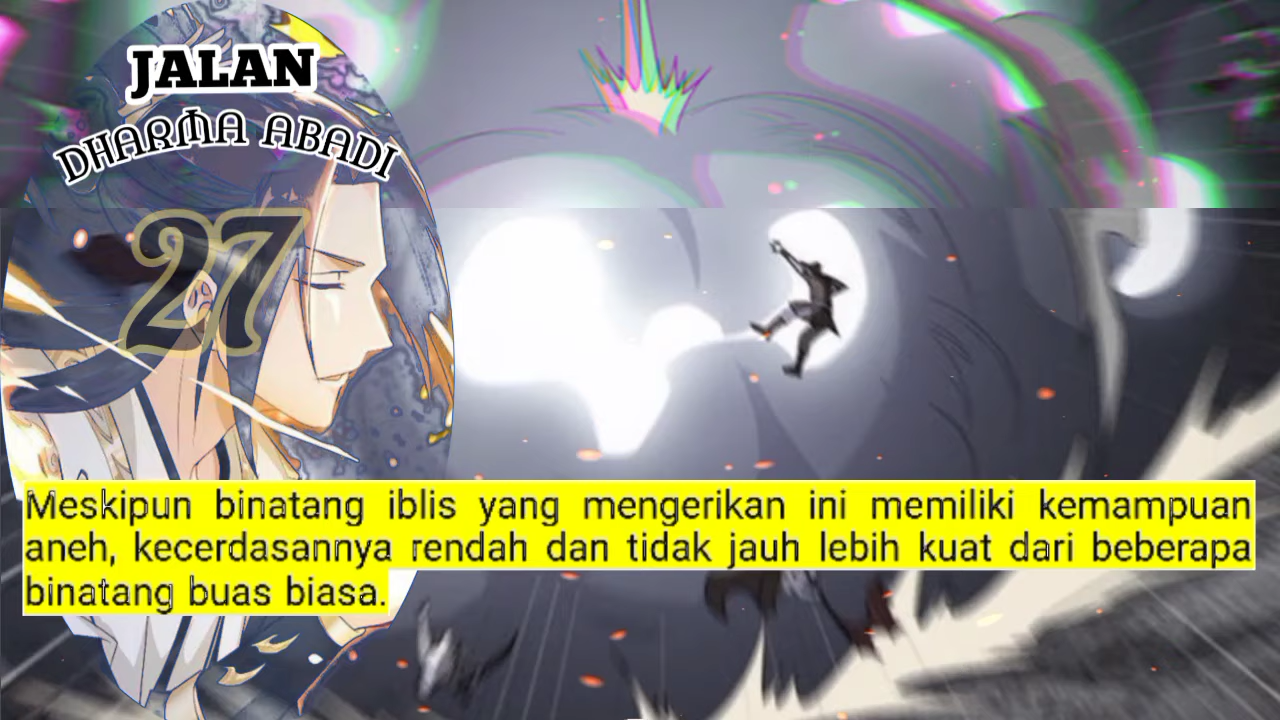 JALAN
DHARMA ABADI
27
Meskipun binatang iblis yang mengerikan ini memiliki kemampuan
aneh, kecerdasannya rendah dan tidak jauh lebih kuat dari beberapa
binatang buas biasa.